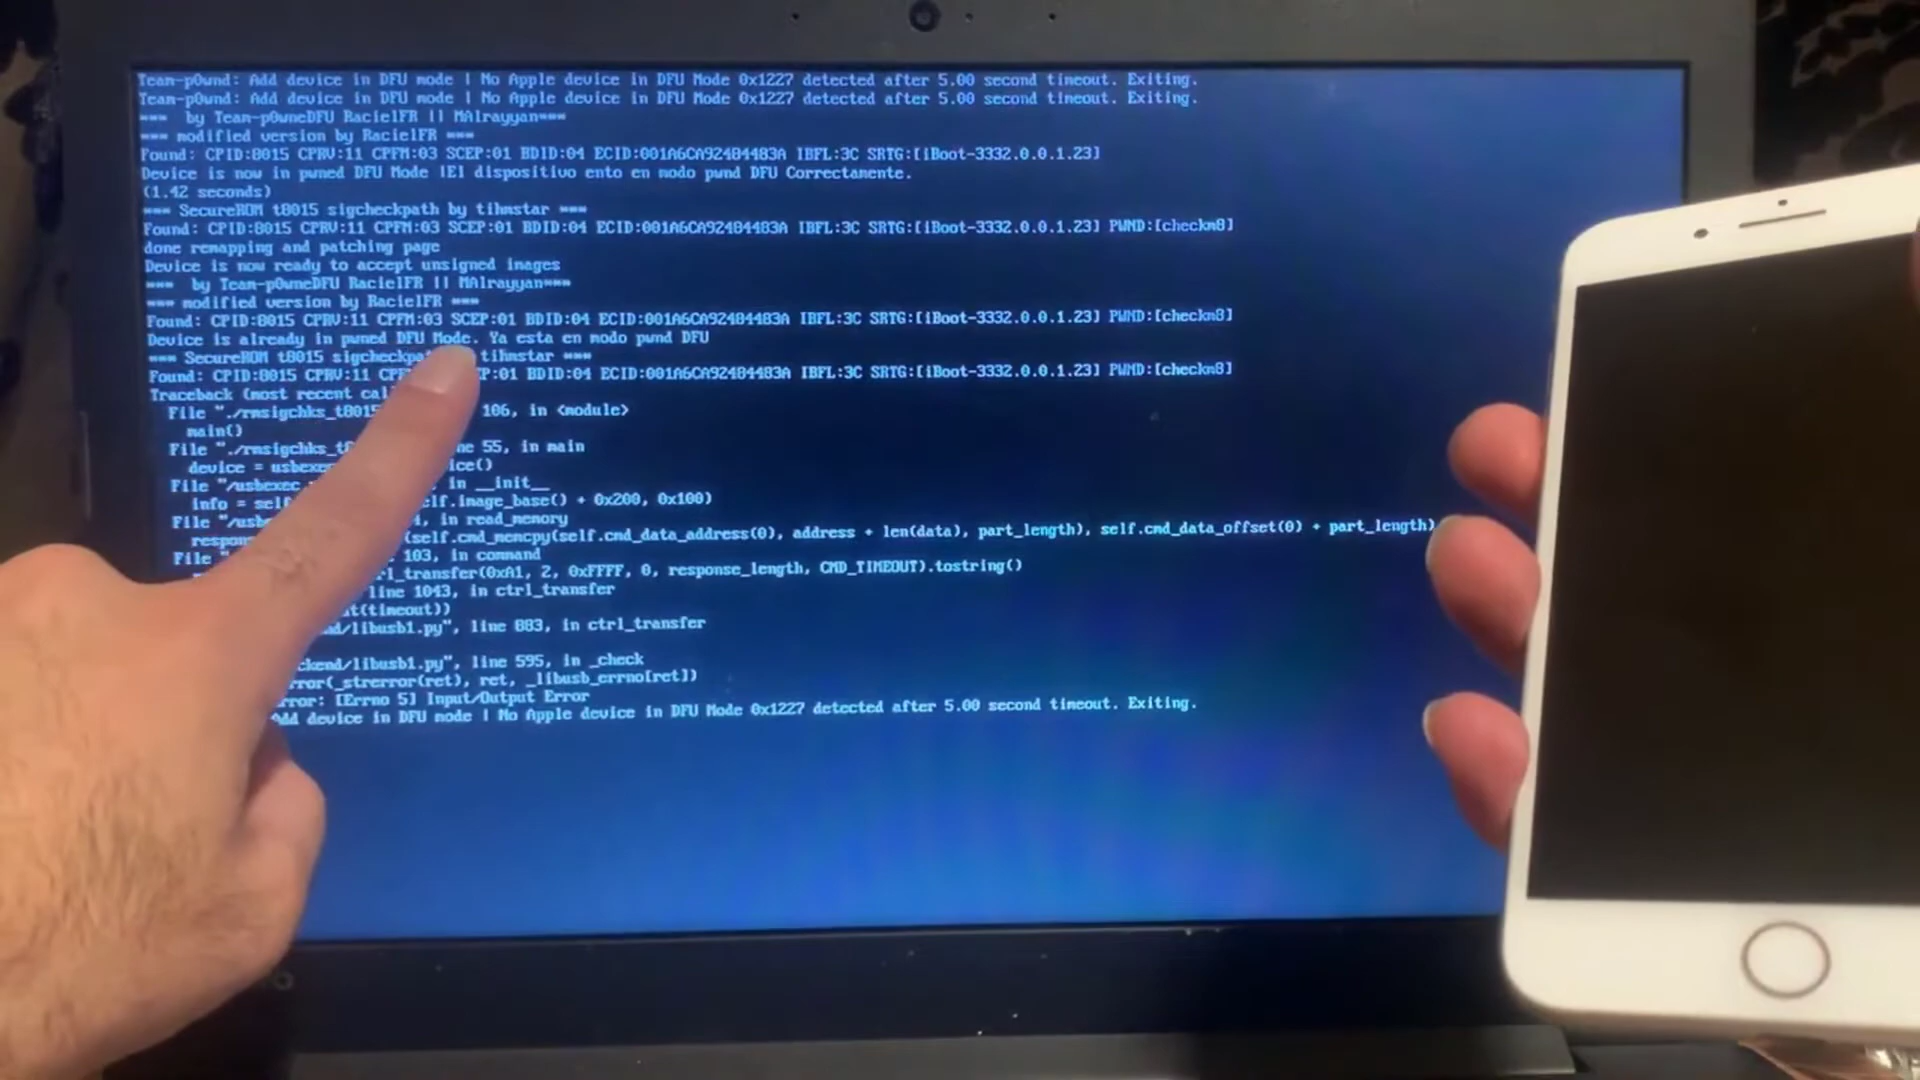 Team-p0wnd: Add device in DFU mode | No Apple device in DFU Mode 0x1227 detected after 5.00 second timeout. Exiting.
Team-p0wnd: Add device in DFU mode | No Apple device in DFU Mode 0x1227 detected after 5.00 second timeout. Exiting.
=== by Team-p0wneDFU RacielFR || MAlrayyan===
=== modified version by RacielFR ===
Found: CPID:8015 CPRV:11 CPFM:03 SCEP:01 BDID:04 ECID:001A6CA92484483A IBFL:3C SRTG:[iBoot-3332.0.0.1.23]
Device is now in pwned DFU Mode |El dispositivo ento en modo pwnd DFU Correctamente.
(1.42 seconds)
=== SecureROM t8015 sigcheckpath by tihmstar ===
Found: CPID:8015 CPRV:11 CPFM:03 SCEP:01 BDID:04 ECID:001A6CA92484483A IBFL:3C SRTG:[iBoot-3332.0.0.1.23] PWND:[checkm8]
done remapping and patching page
Device is now ready to accept unsigned images
=== by Team-p0wneDFU RacielFR || MAlrayyan===
=== modified version by RacielFR ===
Found: CPID:8015 CPRV:11 CPFM:03 SCEP:01 BDID:04 ECID:001A6CA92484483A IBFL:3C SRTG:[iBoot-3332.0.0.1.23] PWND:[checkm8]
Device is already in pwned DFU Mode. Ya esta en modo pwnd DFU
=== SecureROM t8015 sigcheckpa tihmstar ===
Found: CPID:8015 CPRV:11 CPF P:01 BDID:04 ECID:001A6CA92484483A IBFL:3C SRTG:[iBoot-3332.0.0.1.23] PWND:[checkm8]
Traceback (most recent cal
File "./rmsigchks_t8015 106, in <module>
main()
File "./rmsigchks_t8 ne 55, in main
device = usbexec ice()
File "/usbexec in __init__
info = self elf.image_base() + 0x200, 0x100)
File "/usb , in read_memory
respon (self.cmd_memcpy(self.cmd_data_address(0), address + len(data), part_length), self.cmd_data_offset(0) + part_length)
File " 103, in command
rl_transfer(0xA1, 2, 0xFFFF, 0, response_length, CMD_TIMEOUT).tostring()
line 1043, in ctrl_transfer
t(timeout))
d/libusb1.py", line 883, in ctrl_transfer
ckend/libusb1.py", line 595, in _check
rror(_strerror(ret), ret, _libusb_errno[ret])
rror: [Errno 5] Input/Output Error
Add device in DFU mode | No Apple device in DFU Mode 0x1227 detected after 5.00 second timeout. Exiting.